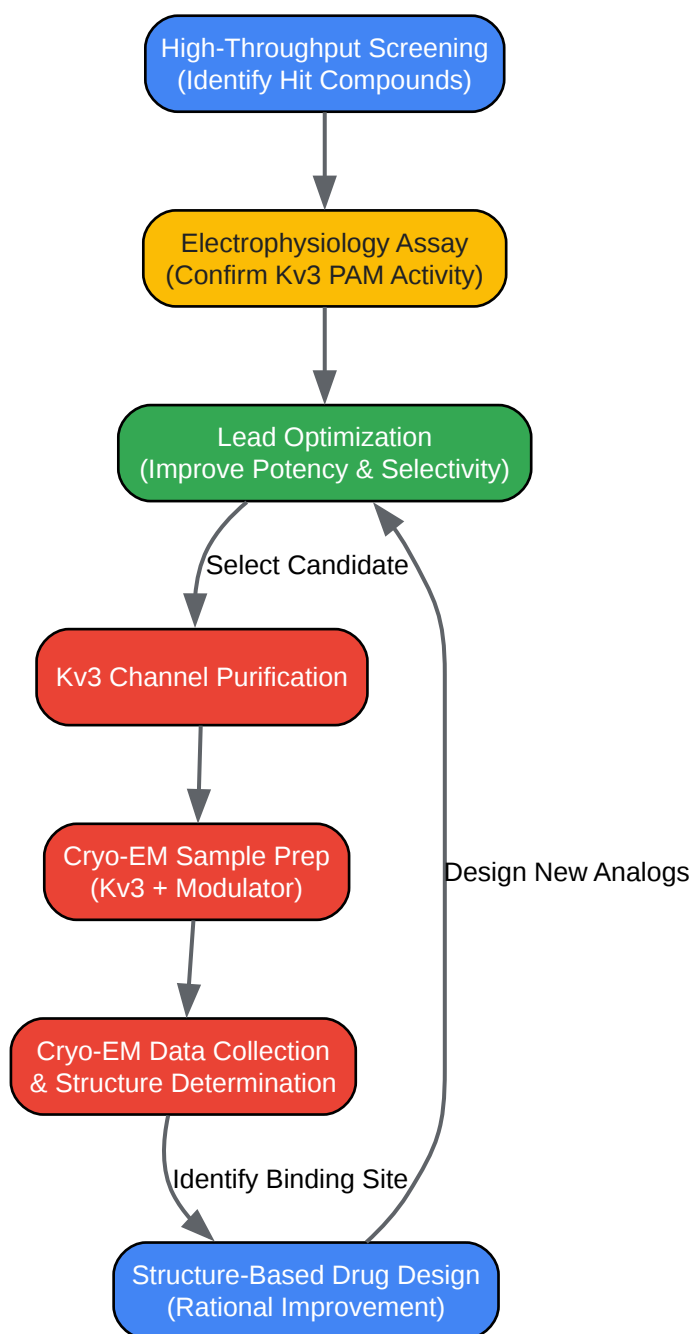 High-Throughput Screening
(Identify Hit Compounds)
Electrophysiology Assay
(Confirm Kv3 PAM Activity)
Lead Optimization
(Improve Potency & Selectivity)
Select Candidate
Kv3 Channel Purification
Cryo-EM Sample Prep
(Kv3 + Modulator)
Design New Analogs
Cryo-EM Data Collection
& Structure Determination
Identify Binding Site
Structure-Based Drug Design
(Rational Improvement)